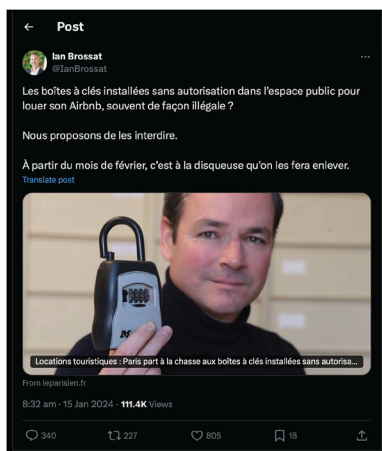 Post
Ian Brossat
@IanBrossat
Les boîtes à clés installées sans autorisation dans l'espace public pour
louer son Airbnb, souvent de façon illégale ?
Nous proposons de les interdire.
À partir du mois de février, c'est à la disqueuse qu'on les fera enlever.
Translate post
Locations touristiques : Paris part à la chasse aux boîtes à clés installées sans autorisa...
From leparisien.fr
8:32 am · 15 Jan 2024 · 111.4K Views
340 227 805 18